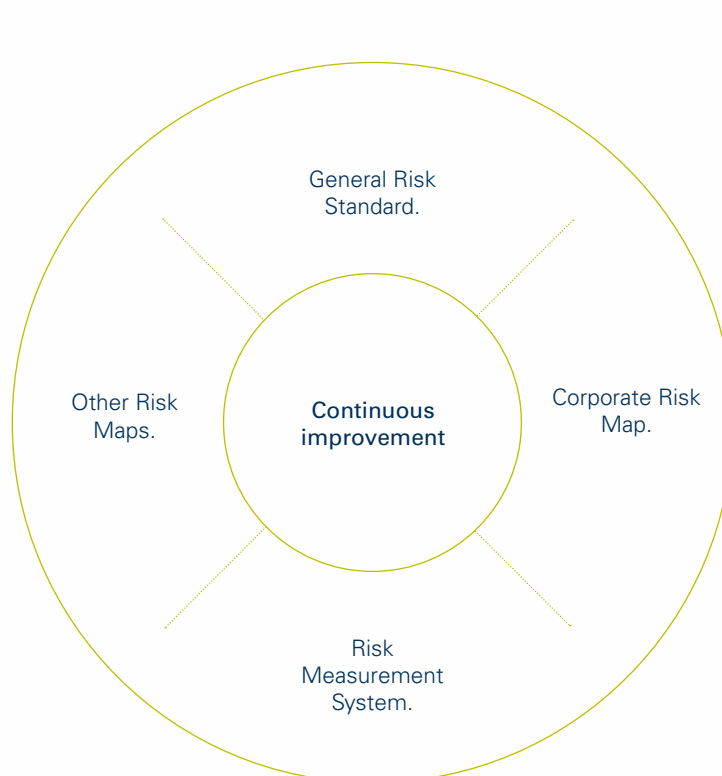 General Risk
Standard.
Other Risk
Maps.
Continuous
improvement
Corporate Risk
Map.
Risk
Measurement
System.